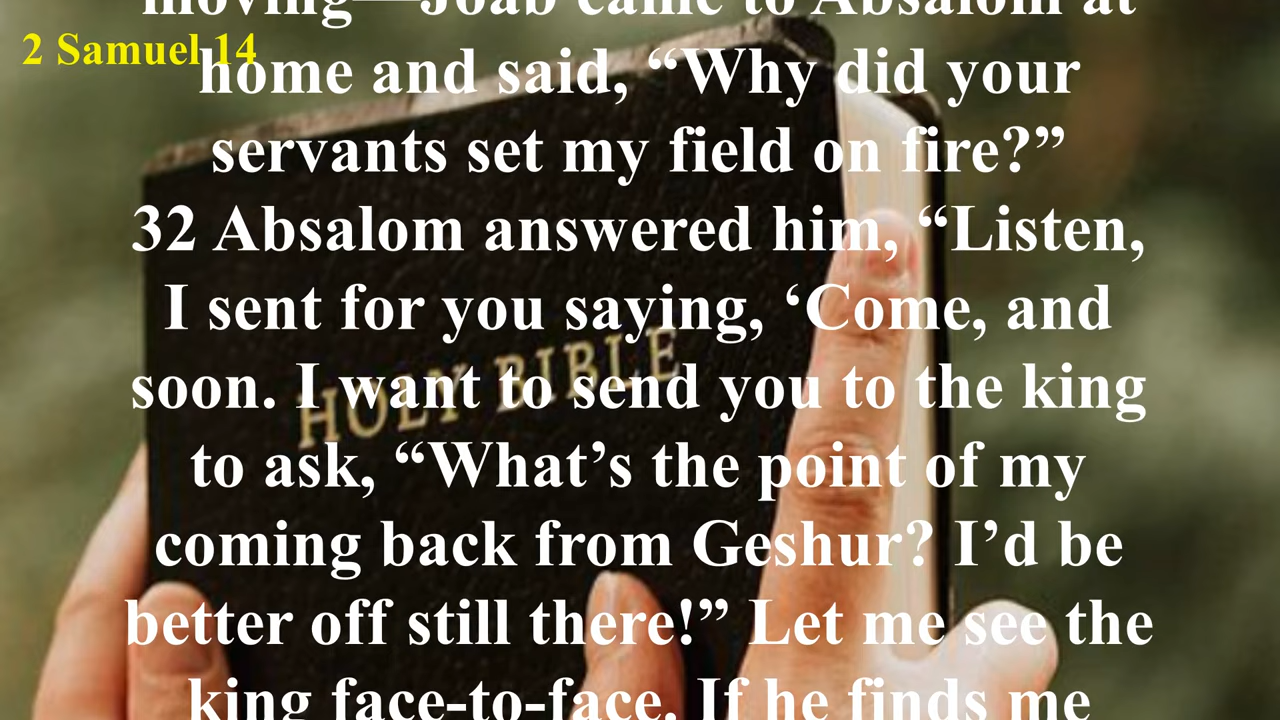 moving—Joab came to Absalom at
2 Samuel 14
home and said, “Why did your
servants set my field on fire?”
32 Absalom answered him, “Listen,
I sent for you saying, ‘Come, and
soon. I want to send you to the king
to ask, “What’s the point of my
coming back from Geshur? I’d be
better off still there!” Let me see the
king face-to-face. If he finds me
HOLY BIBLE